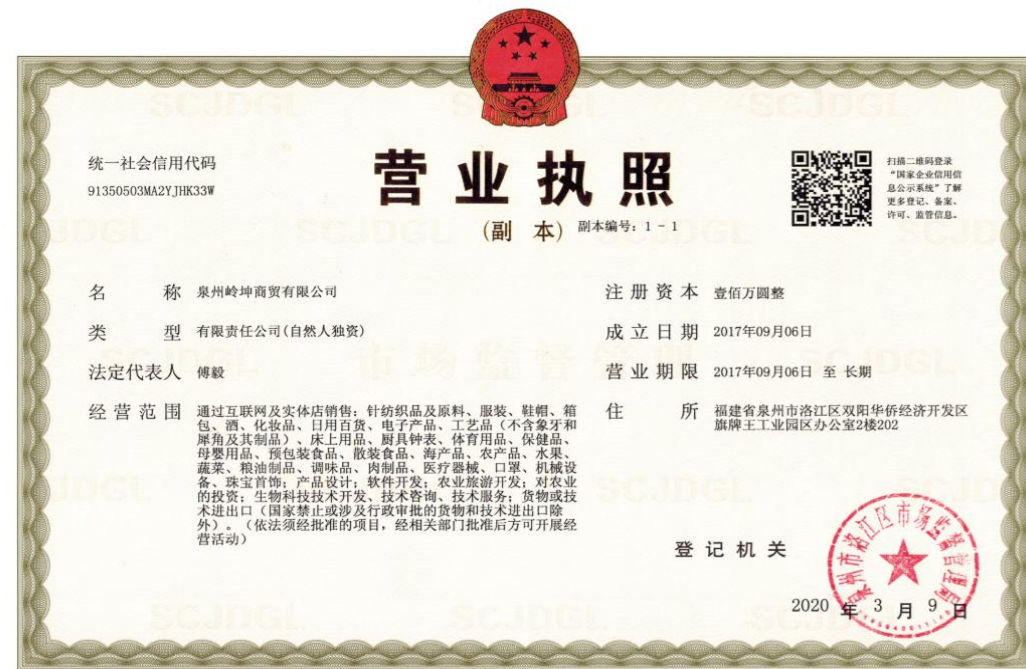 统一社会信用代码
91350503MA2YJHK33W
营业执照
(副 本) 副本编号：1 - 1
扫描二维码登录
“国家企业信用信
息公示系统”了解
更多登记、备案、
许可、监管信息。
名 称 泉州岭坤商贸有限公司
类 型 有限责任公司(自然人独资)
法定代表人 傅毅
经营范围 通过互联网及实体店销售：针纺织品及原料、服装、鞋帽、箱
包、酒、化妆品、日用百货、电子产品、工艺品（不含象牙和
犀角及其制品）、床上用品、厨具钟表、体育用品、保健品、
母婴用品、预包装食品、散装食品、海产品、农产品、水果、
蔬菜、粮油制品、调味品、肉制品、医疗器械、口罩、机械设
备、珠宝首饰；产品设计；软件开发；农业旅游开发；对农业
的投资；生物科技技术开发、技术咨询、技术服务；货物或技
术进出口（国家禁止或涉及行政审批的货物和技术进出口除
外）。（依法须经批准的项目，经相关部门批准后方可开展经
营活动）
注册资本 壹佰万圆整
成立日期 2017年09月06日
营业期限 2017年09月06日 至 长期
住 所 福建省泉州市洛江区双阳华侨经济开发区
旗牌王工业园区办公室2楼202
登记机关
泉州市洛江区市场监督管理局
2020 年 3 月 9 日
SCJDGL
市场监督管理